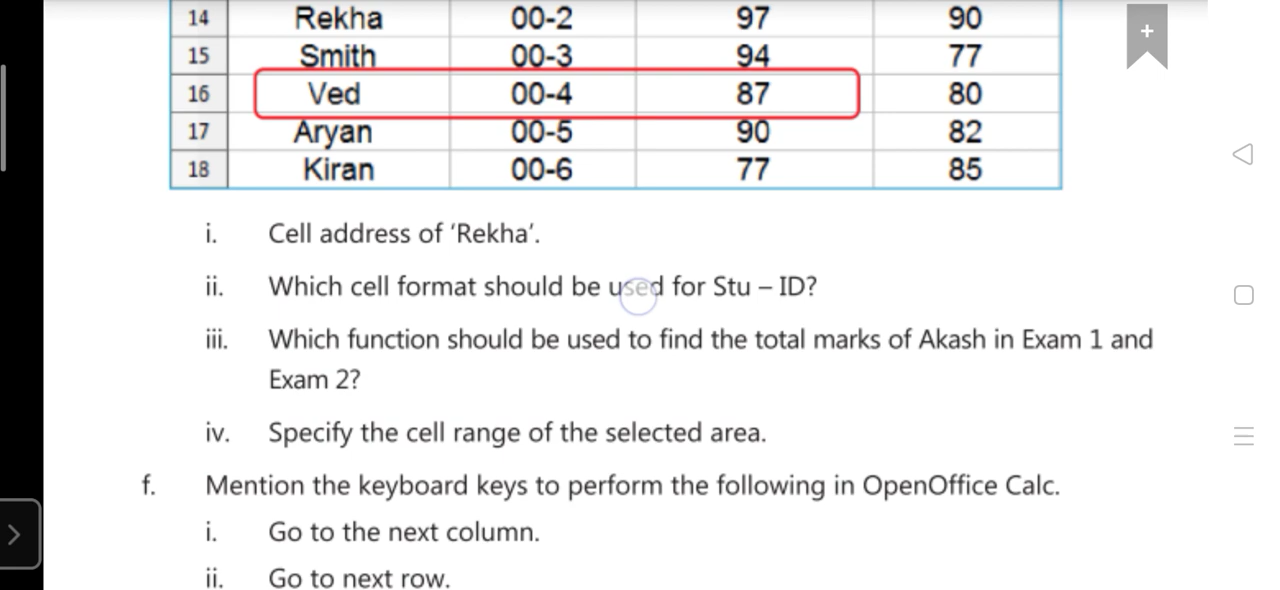 14 Rekha 00-2 97 90
15 Smith 00-3 94 77
16 Ved 00-4 87 80
17 Aryan 00-5 90 82
18 Kiran 00-6 77 85
i. Cell address of ‘Rekha’.
ii. Which cell format should be used for Stu – ID?
iii. Which function should be used to find the total marks of Akash in Exam 1 and
Exam 2?
iv. Specify the cell range of the selected area.
f. Mention the keyboard keys to perform the following in OpenOffice Calc.
i. Go to the next column.
ii. Go to next row.